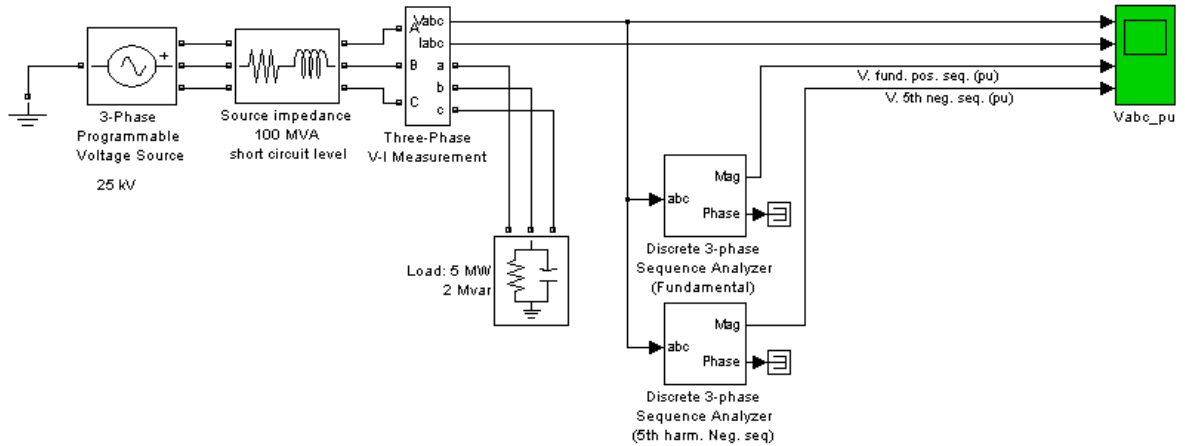 3-Phase
Programmable
Voltage Source
25 kV
+
Source impedance
100 MVA
short circuit level
A
B
C
Vabc
Iabc
a
b
c
Three-Phase
V-I Measurement
Load: 5 MW
2 Mvar
V. fund. pos. seq. (pu)
V. 5th neg. seq. (pu)
Vabc_pu
abc
Mag
Phase
Discrete 3-phase
Sequence Analyzer
(Fundamental)
abc
Mag
Phase
Discrete 3-phase
Sequence Analyzer
(5th harm. Neg. seq)